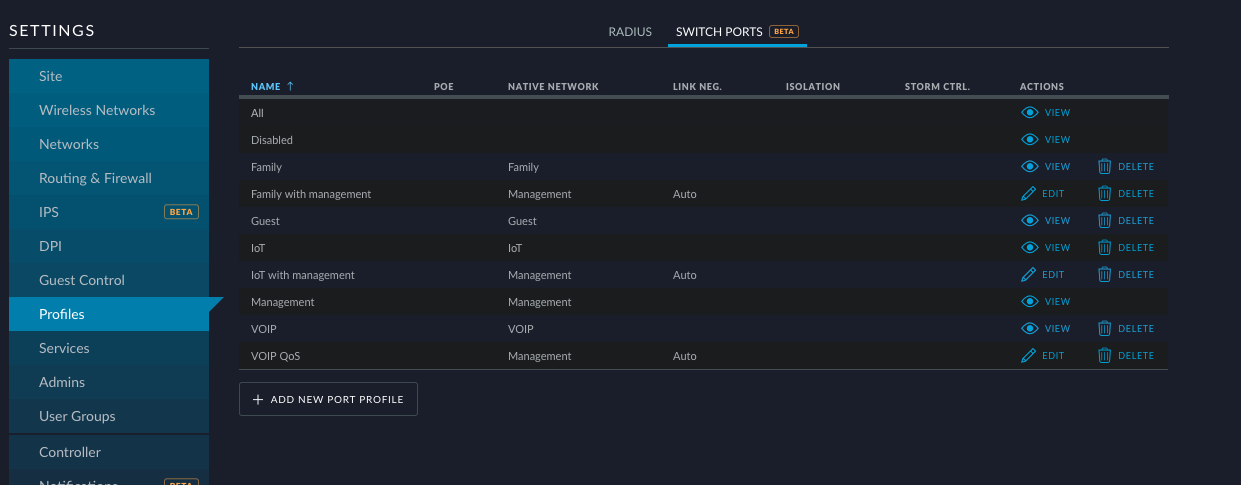 SETTINGS
Site
Wireless Networks
Networks
Routing & Firewall
IPS BETA
DPI
Guest Control
Profiles
Services
Admins
User Groups
Controller
Notifications BETA
RADIUS SWITCH PORTS BETA
NAME ↑ POE NATIVE NETWORK LINK NEG. ISOLATION STORM CTRL. ACTIONS
All VIEW
Disabled VIEW
Family Family VIEW DELETE
Family with management Management Auto EDIT DELETE
Guest Guest VIEW DELETE
IoT IoT VIEW DELETE
IoT with management Management Auto EDIT DELETE
Management Management VIEW
VOIP VOIP VIEW DELETE
VOIP QoS Management Auto EDIT DELETE
+ ADD NEW PORT PROFILE